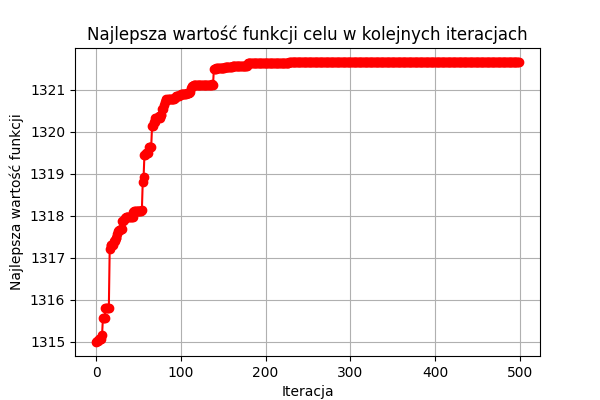 Najlepsza wartość funkcji celu w kolejnych iteracjach
Najlepsza wartość funkcji
1321
1320
1319
1318
1317
1316
1315
0 100 200 300 400 500
Iteracja